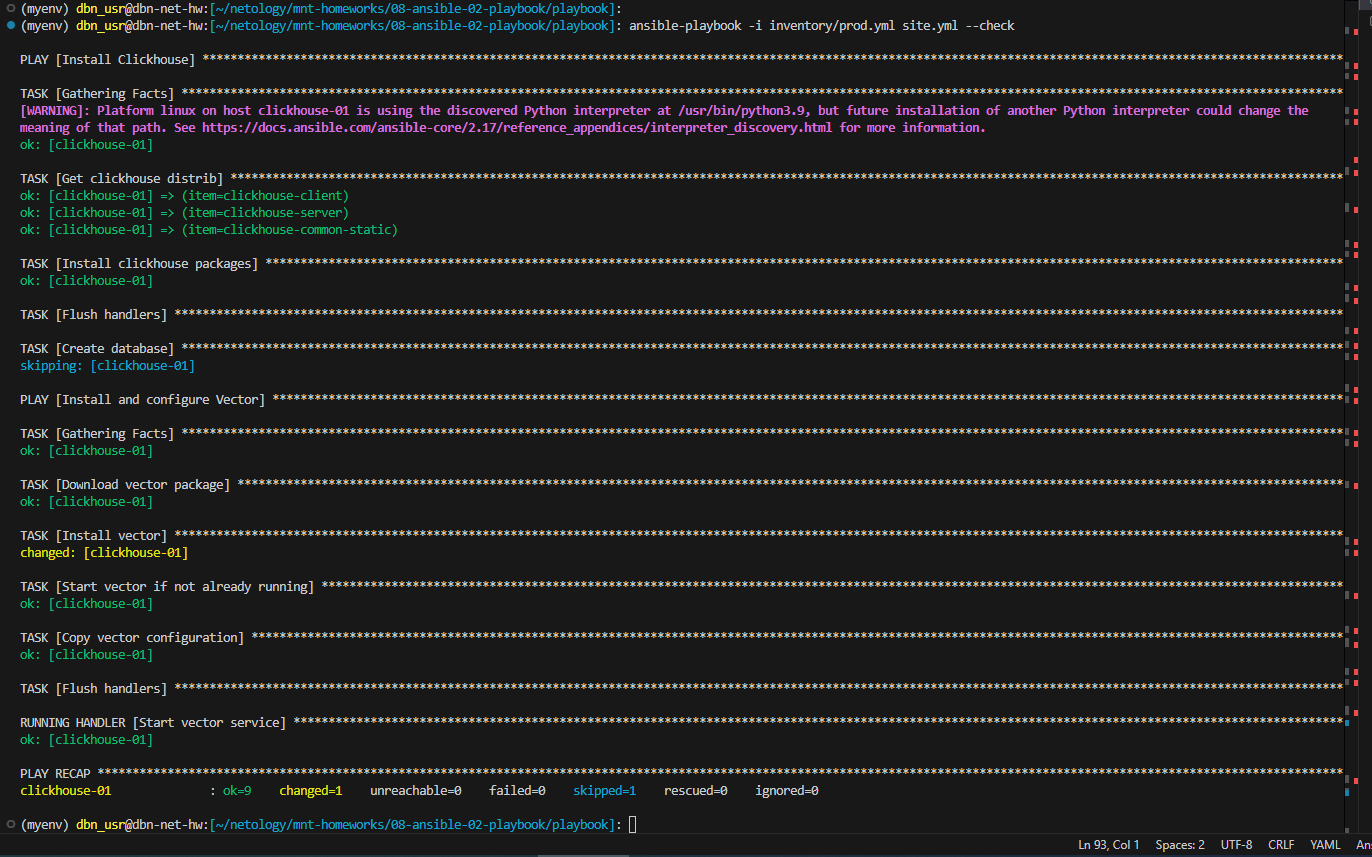 (myenv) dbn_usr@dbn-net-hw:[~/netology/mnt-homeworks/08-ansible-02-playbook/playbook]:
(myenv) dbn_usr@dbn-net-hw:[~/netology/mnt-homeworks/08-ansible-02-playbook/playbook]: ansible-playbook -i inventory/prod.yml site.yml --check
PLAY [Install Clickhouse] ***************************************************************************************************************************************************************
TASK [Gathering Facts] ******************************************************************************************************************************************************************
[WARNING]: Platform linux on host clickhouse-01 is using the discovered Python interpreter at /usr/bin/python3.9, but future installation of another Python interpreter could change the
meaning of that path. See https://docs.ansible.com/ansible-core/2.17/reference_appendices/interpreter_discovery.html for more information.
ok: [clickhouse-01]
TASK [Get clickhouse distrib] ***********************************************************************************************************************************************************
ok: [clickhouse-01] => (item=clickhouse-client)
ok: [clickhouse-01] => (item=clickhouse-server)
ok: [clickhouse-01] => (item=clickhouse-common-static)
TASK [Install clickhouse packages] ******************************************************************************************************************************************************
ok: [clickhouse-01]
TASK [Flush handlers] *******************************************************************************************************************************************************************
TASK [Create database] ******************************************************************************************************************************************************************
skipping: [clickhouse-01]
PLAY [Install and configure Vector] *****************************************************************************************************************************************************
TASK [Gathering Facts] ******************************************************************************************************************************************************************
ok: [clickhouse-01]
TASK [Download vector package] **********************************************************************************************************************************************************
ok: [clickhouse-01]
TASK [Install vector] *******************************************************************************************************************************************************************
changed: [clickhouse-01]
TASK [Start vector if not already running] **********************************************************************************************************************************************
ok: [clickhouse-01]
TASK [Copy vector configuration] ********************************************************************************************************************************************************
ok: [clickhouse-01]
TASK [Flush handlers] *******************************************************************************************************************************************************************
RUNNING HANDLER [Start vector service] **************************************************************************************************************************************************
ok: [clickhouse-01]
PLAY RECAP ******************************************************************************************************************************************************************************
clickhouse-01 : ok=9 changed=1 unreachable=0 failed=0 skipped=1 rescued=0 ignored=0
(myenv) dbn_usr@dbn-net-hw:[~/netology/mnt-homeworks/08-ansible-02-playbook/playbook]:
Ln 93, Col 1 Spaces: 2 UTF-8 CRLF YAML